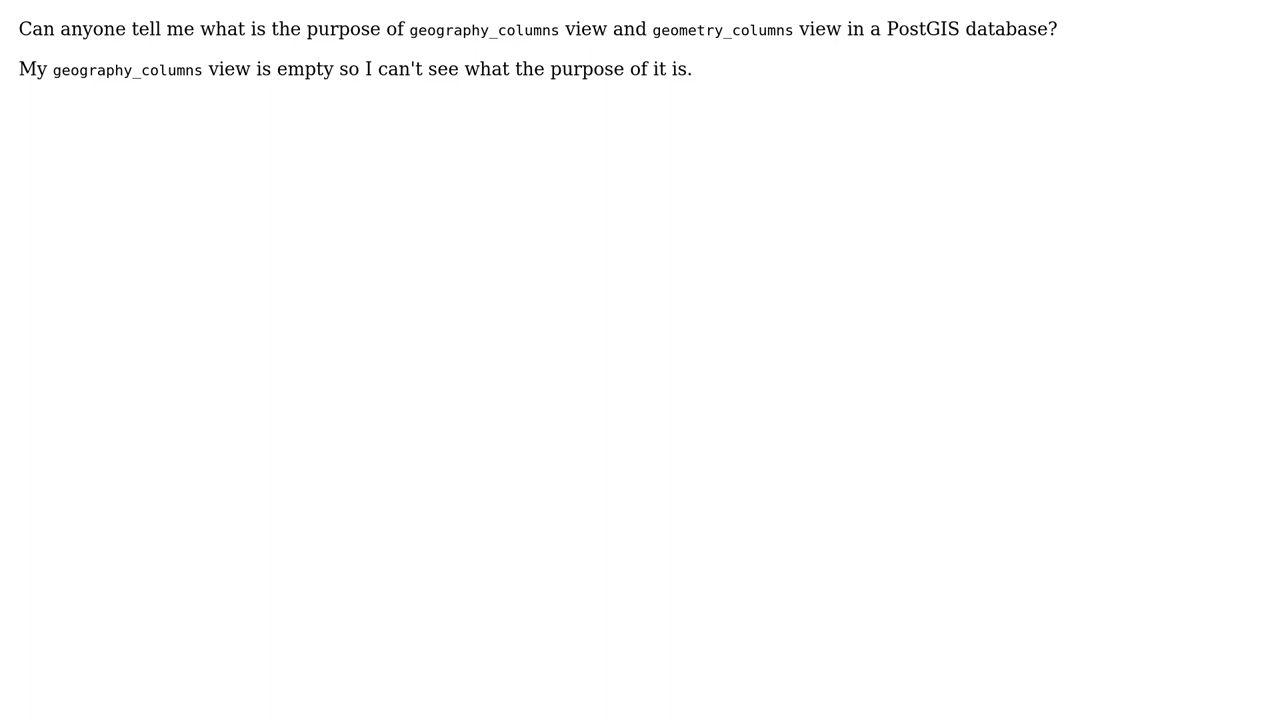 Can anyone tell me what is the purpose of geography_columns view and geometry_columns view in a PostGIS database?
My geography_columns view is empty so I can't see what the purpose of it is.